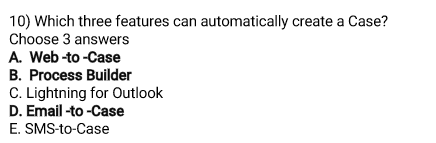 10) Which three features can automatically create a Case?
Choose 3 answers
A. Web -to -Case
B. Process Builder
C. Lightning for Outlook
D. Email -to -Case
E. SMS-to-Case